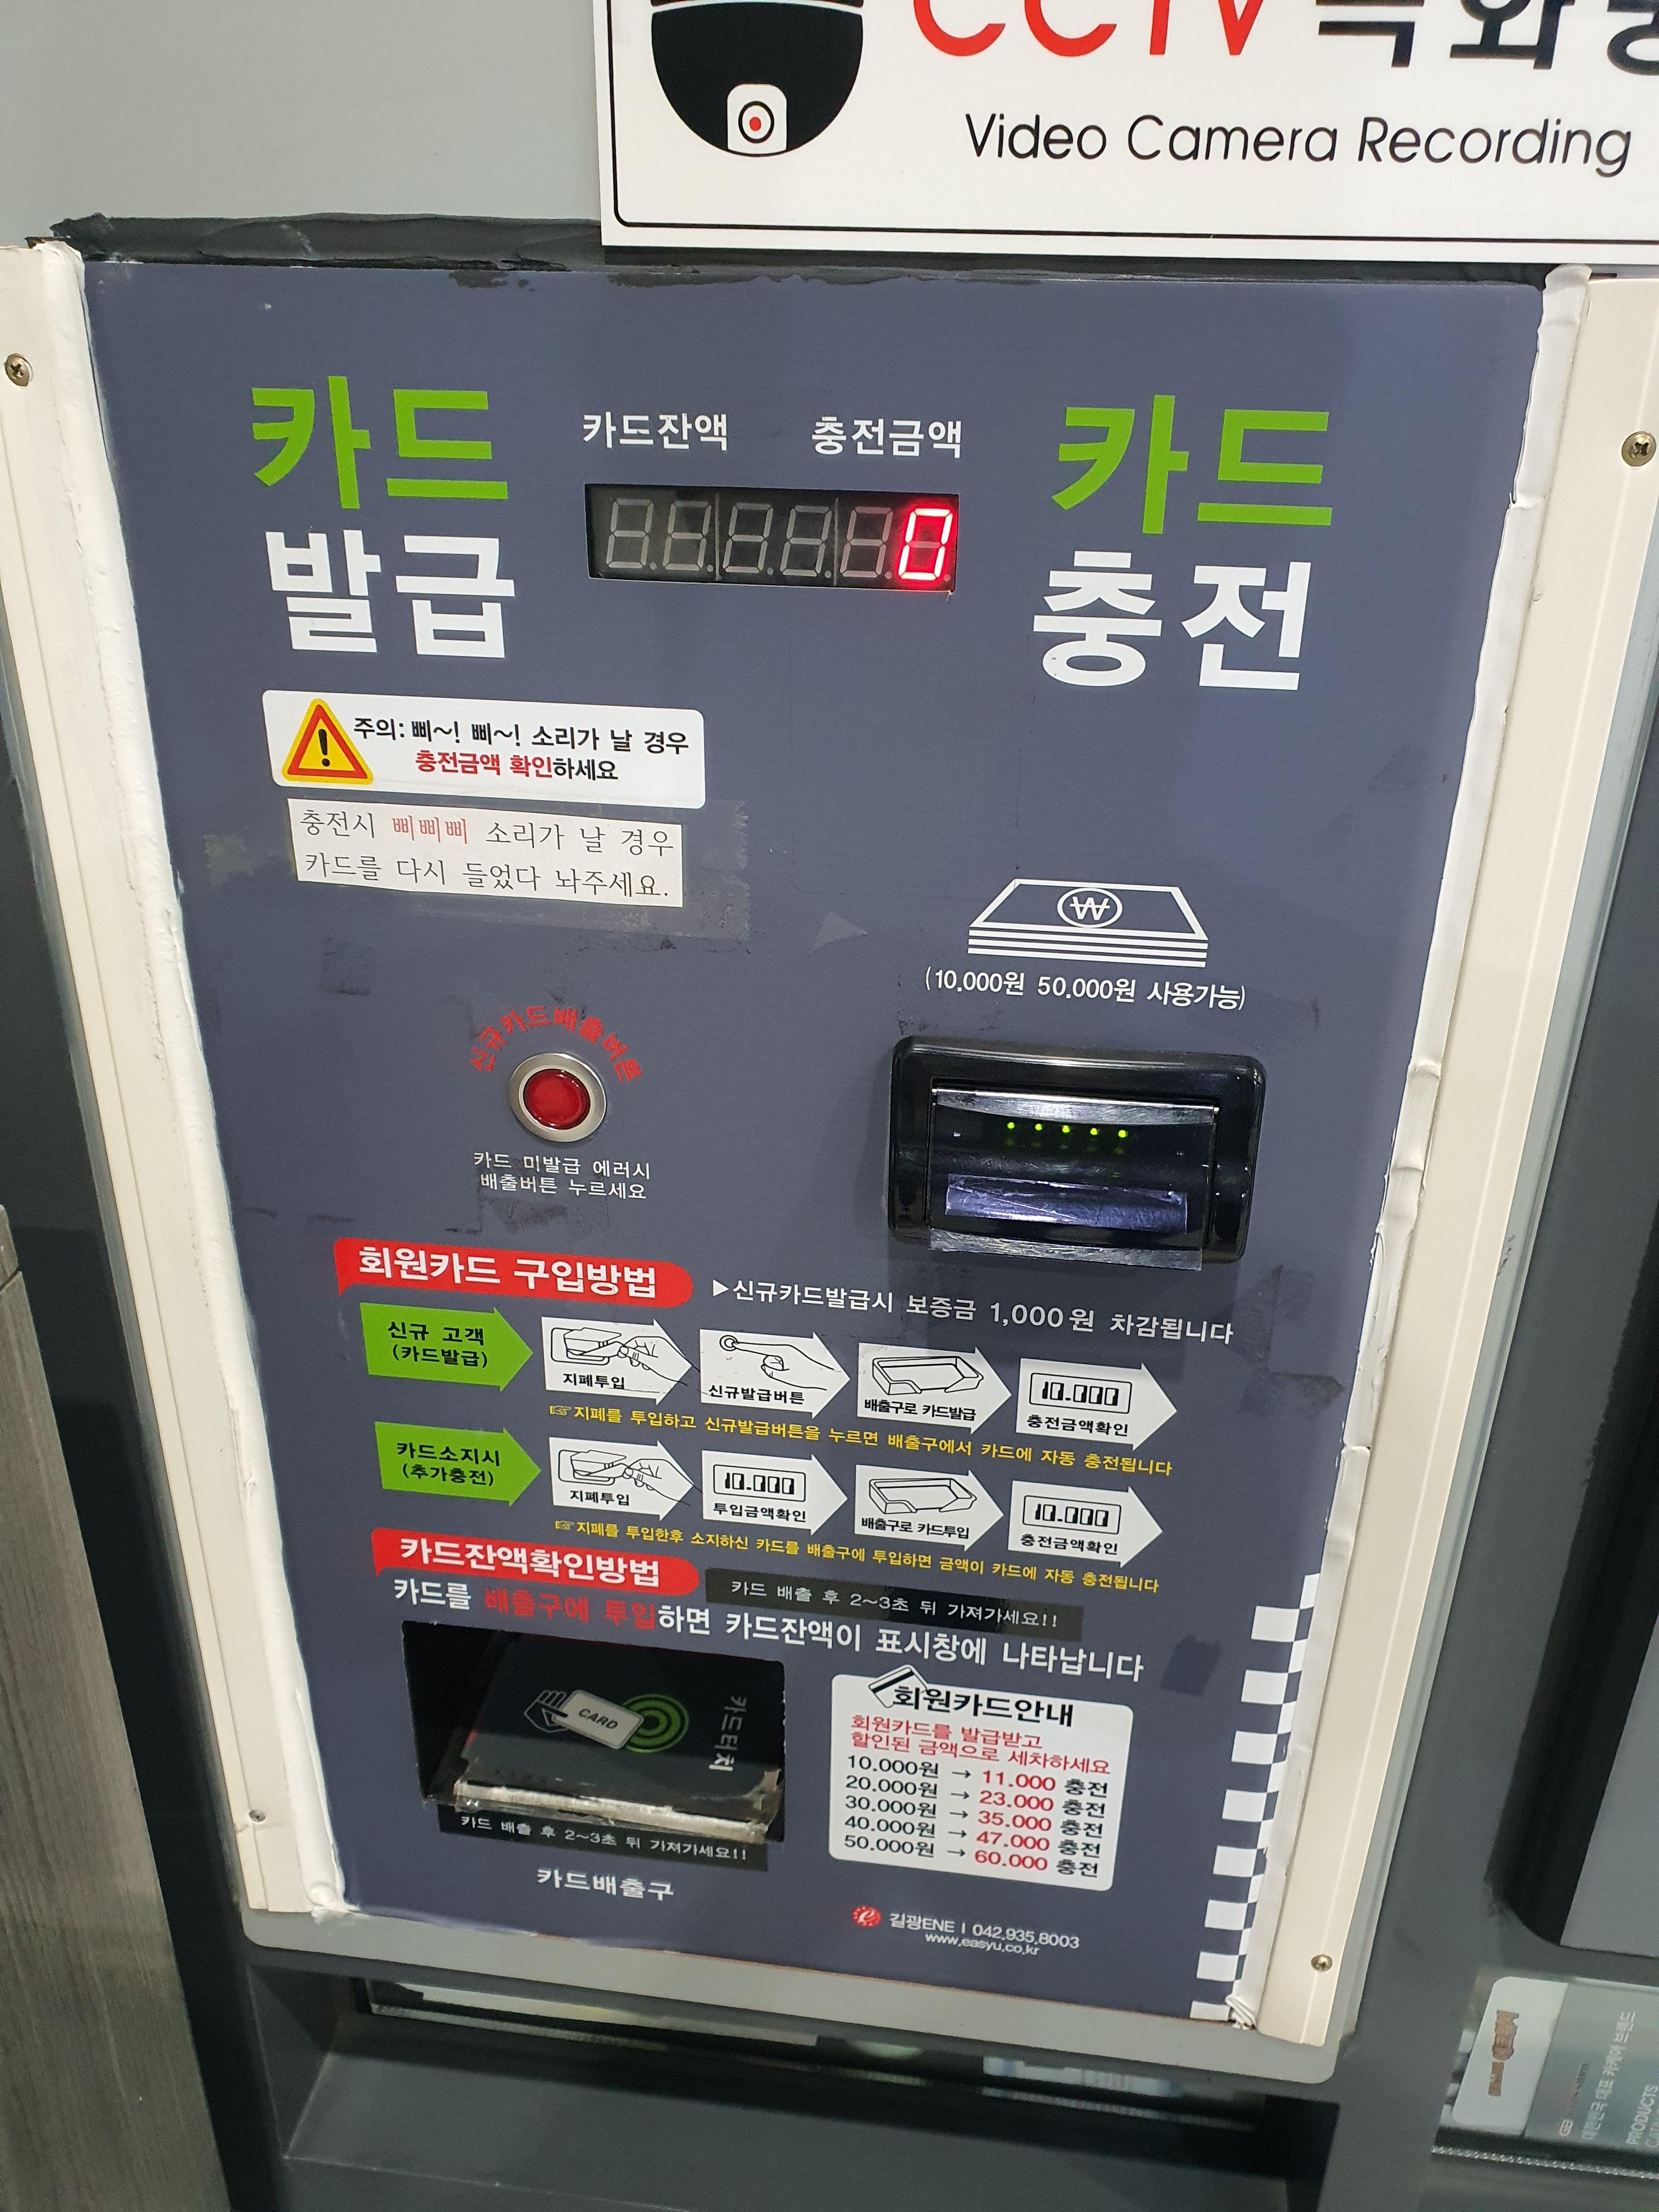 CCTV
Video Camera Recording
카드
발급
카드잔액 충전금액
0
카드
충전
주의: 삐~! 삐~! 소리가 날 경우
충전금액 확인하세요
충전시 삐삐삐 소리가 날 경우
카드를 다시 들었다 놔주세요.
(10.000원 50.000원 사용가능)
신규카드배출버튼
카드 미발급 에러시
배출버튼 누르세요
회원카드 구입방법
▶신규카드발급시 보증금 1,000원 차감됩니다
신규 고객
(카드발급)
지폐투입
신규발급버튼
배출구로 카드발급
10.000
충전금액확인
☞지폐를 투입하고 신규발급버튼을 누르면 배출구에서 카드에 자동 충전됩니다
카드소지시
(추가충전)
지폐투입
10.000
투입금액확인
배출구로 카드투입
10.000
충전금액확인
☞지폐를 투입한후 소지하신 카드를 배출구에 투입하면 금액이 카드에 자동 충전됩니다
카드잔액확인방법
카드 배출 후 2~3초 뒤 가져가세요!!
카드를 배출구에 투입하면 카드잔액이 표시창에 나타납니다
CARD
카드터치
카드 배출 후 2~3초 뒤 가져가세요!!
카드배출구
회원카드안내
회원카드를 발급받고
할인된 금액으로 세차하세요
10.000원 → 11.000 충전
20.000원 → 23.000 충전
30.000원 → 35.000 충전
40.000원 → 47.000 충전
50.000원 → 60.000 충전
길광ENE I 042.935.8003
www.easyu.co.kr
대한민국 대표 카케어 브랜드
PRODUCTS